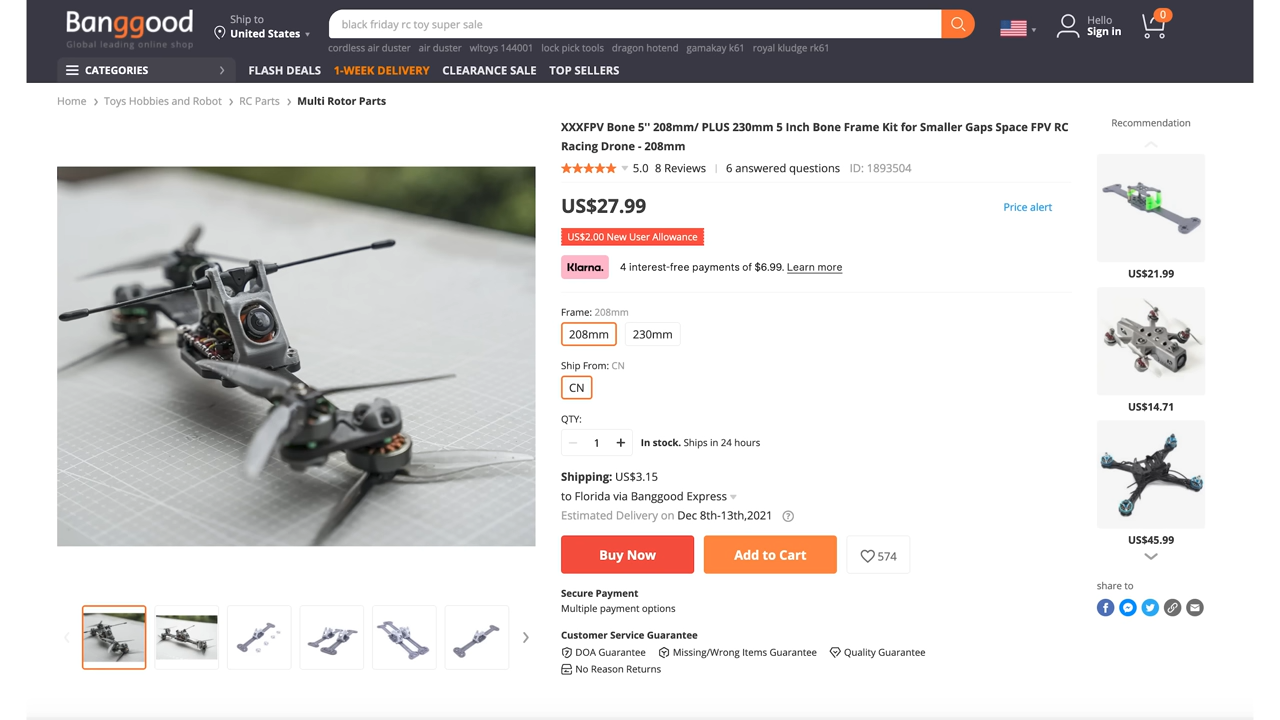 Banggood
Global leading online shop
Ship to
United States
black friday rc toy super sale
cordless air duster air duster wltoys 144001 lock pick tools dragon hotend gamakay k61 royal kludge rk61
Hello
Sign in
0
CATEGORIES
FLASH DEALS 1-WEEK DELIVERY CLEARANCE SALE TOP SELLERS
Home > Toys Hobbies and Robot > RC Parts > Multi Rotor Parts
XXXFPV Bone 5'' 208mm/ PLUS 230mm 5 Inch Bone Frame Kit for Smaller Gaps Space FPV RC
Racing Drone - 208mm
5.0 8 Reviews | 6 answered questions ID: 1893504
US$27.99
Price alert
US$2.00 New User Allowance
Klarna. 4 interest-free payments of $6.99. Learn more
Frame: 208mm
208mm 230mm
Ship From: CN
CN
QTY:
− 1 + In stock. Ships in 24 hours
Shipping: US$3.15
to Florida via Banggood Express
Estimated Delivery on Dec 8th-13th,2021 ?
Buy Now Add to Cart 574
Secure Payment
Multiple payment options
Customer Service Guarantee
DOA Guarantee Missing/Wrong Items Guarantee Quality Guarantee
No Reason Returns
Recommendation
US$21.99
US$14.71
US$45.99
share to